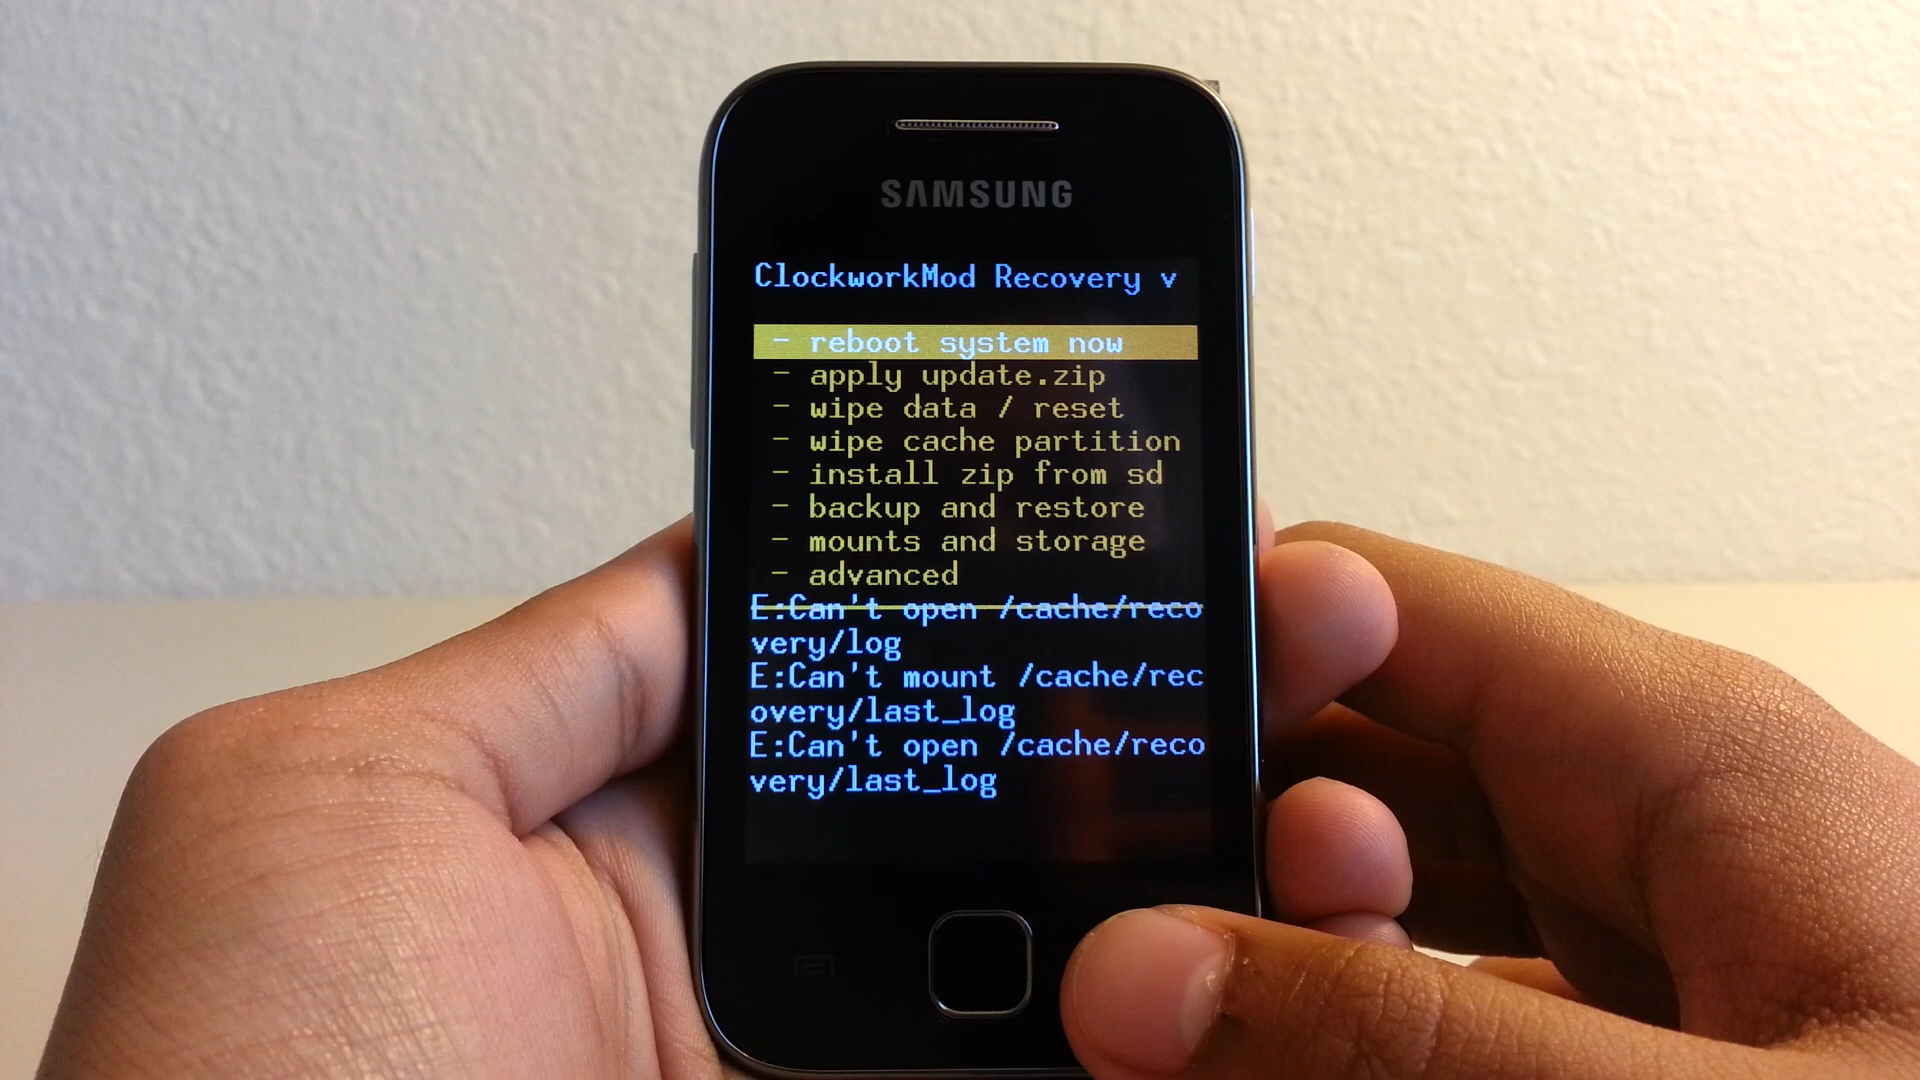 SAMSUNG
ClockworkMod Recovery v
- reboot system now
- apply update.zip
- wipe data / reset
- wipe cache partition
- install zip from sd
- backup and restore
- mounts and storage
- advanced
E:Can't open /cache/reco
very/log
E:Can't mount /cache/rec
overy/last_log
E:Can't open /cache/reco
very/last_log